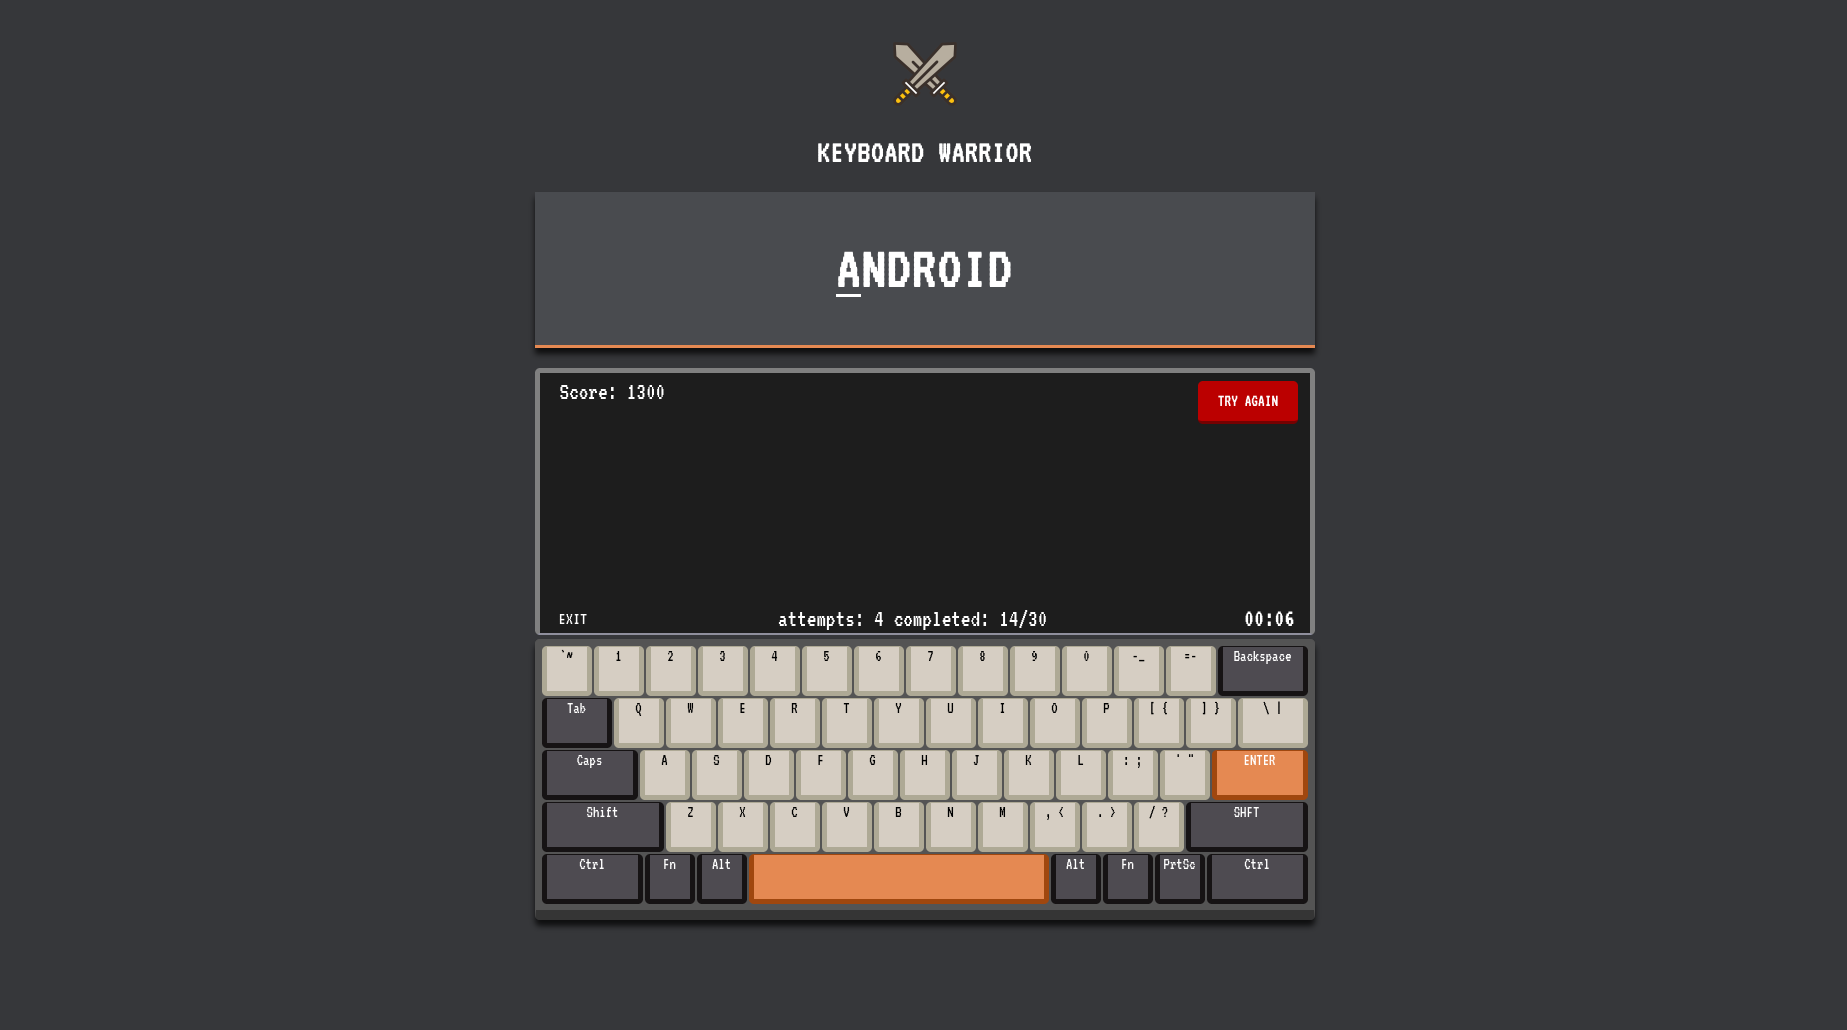 KEYBOARD WARRIOR
ANDROID
Score: 1300
TRY AGAIN
EXIT attempts: 4 completed: 14/30 00:06
`~ 1 2 3 4 5 6 7 8 9 0 -_ =- Backspace
Tab Q W E R T Y U I O P [ { ] } \ |
Caps A S D F G H J K L : ; ' " ENTER
Shift Z X C V B N M , < . > / ? SHFT
Ctrl Fn Alt Alt Fn PrtSc Ctrl